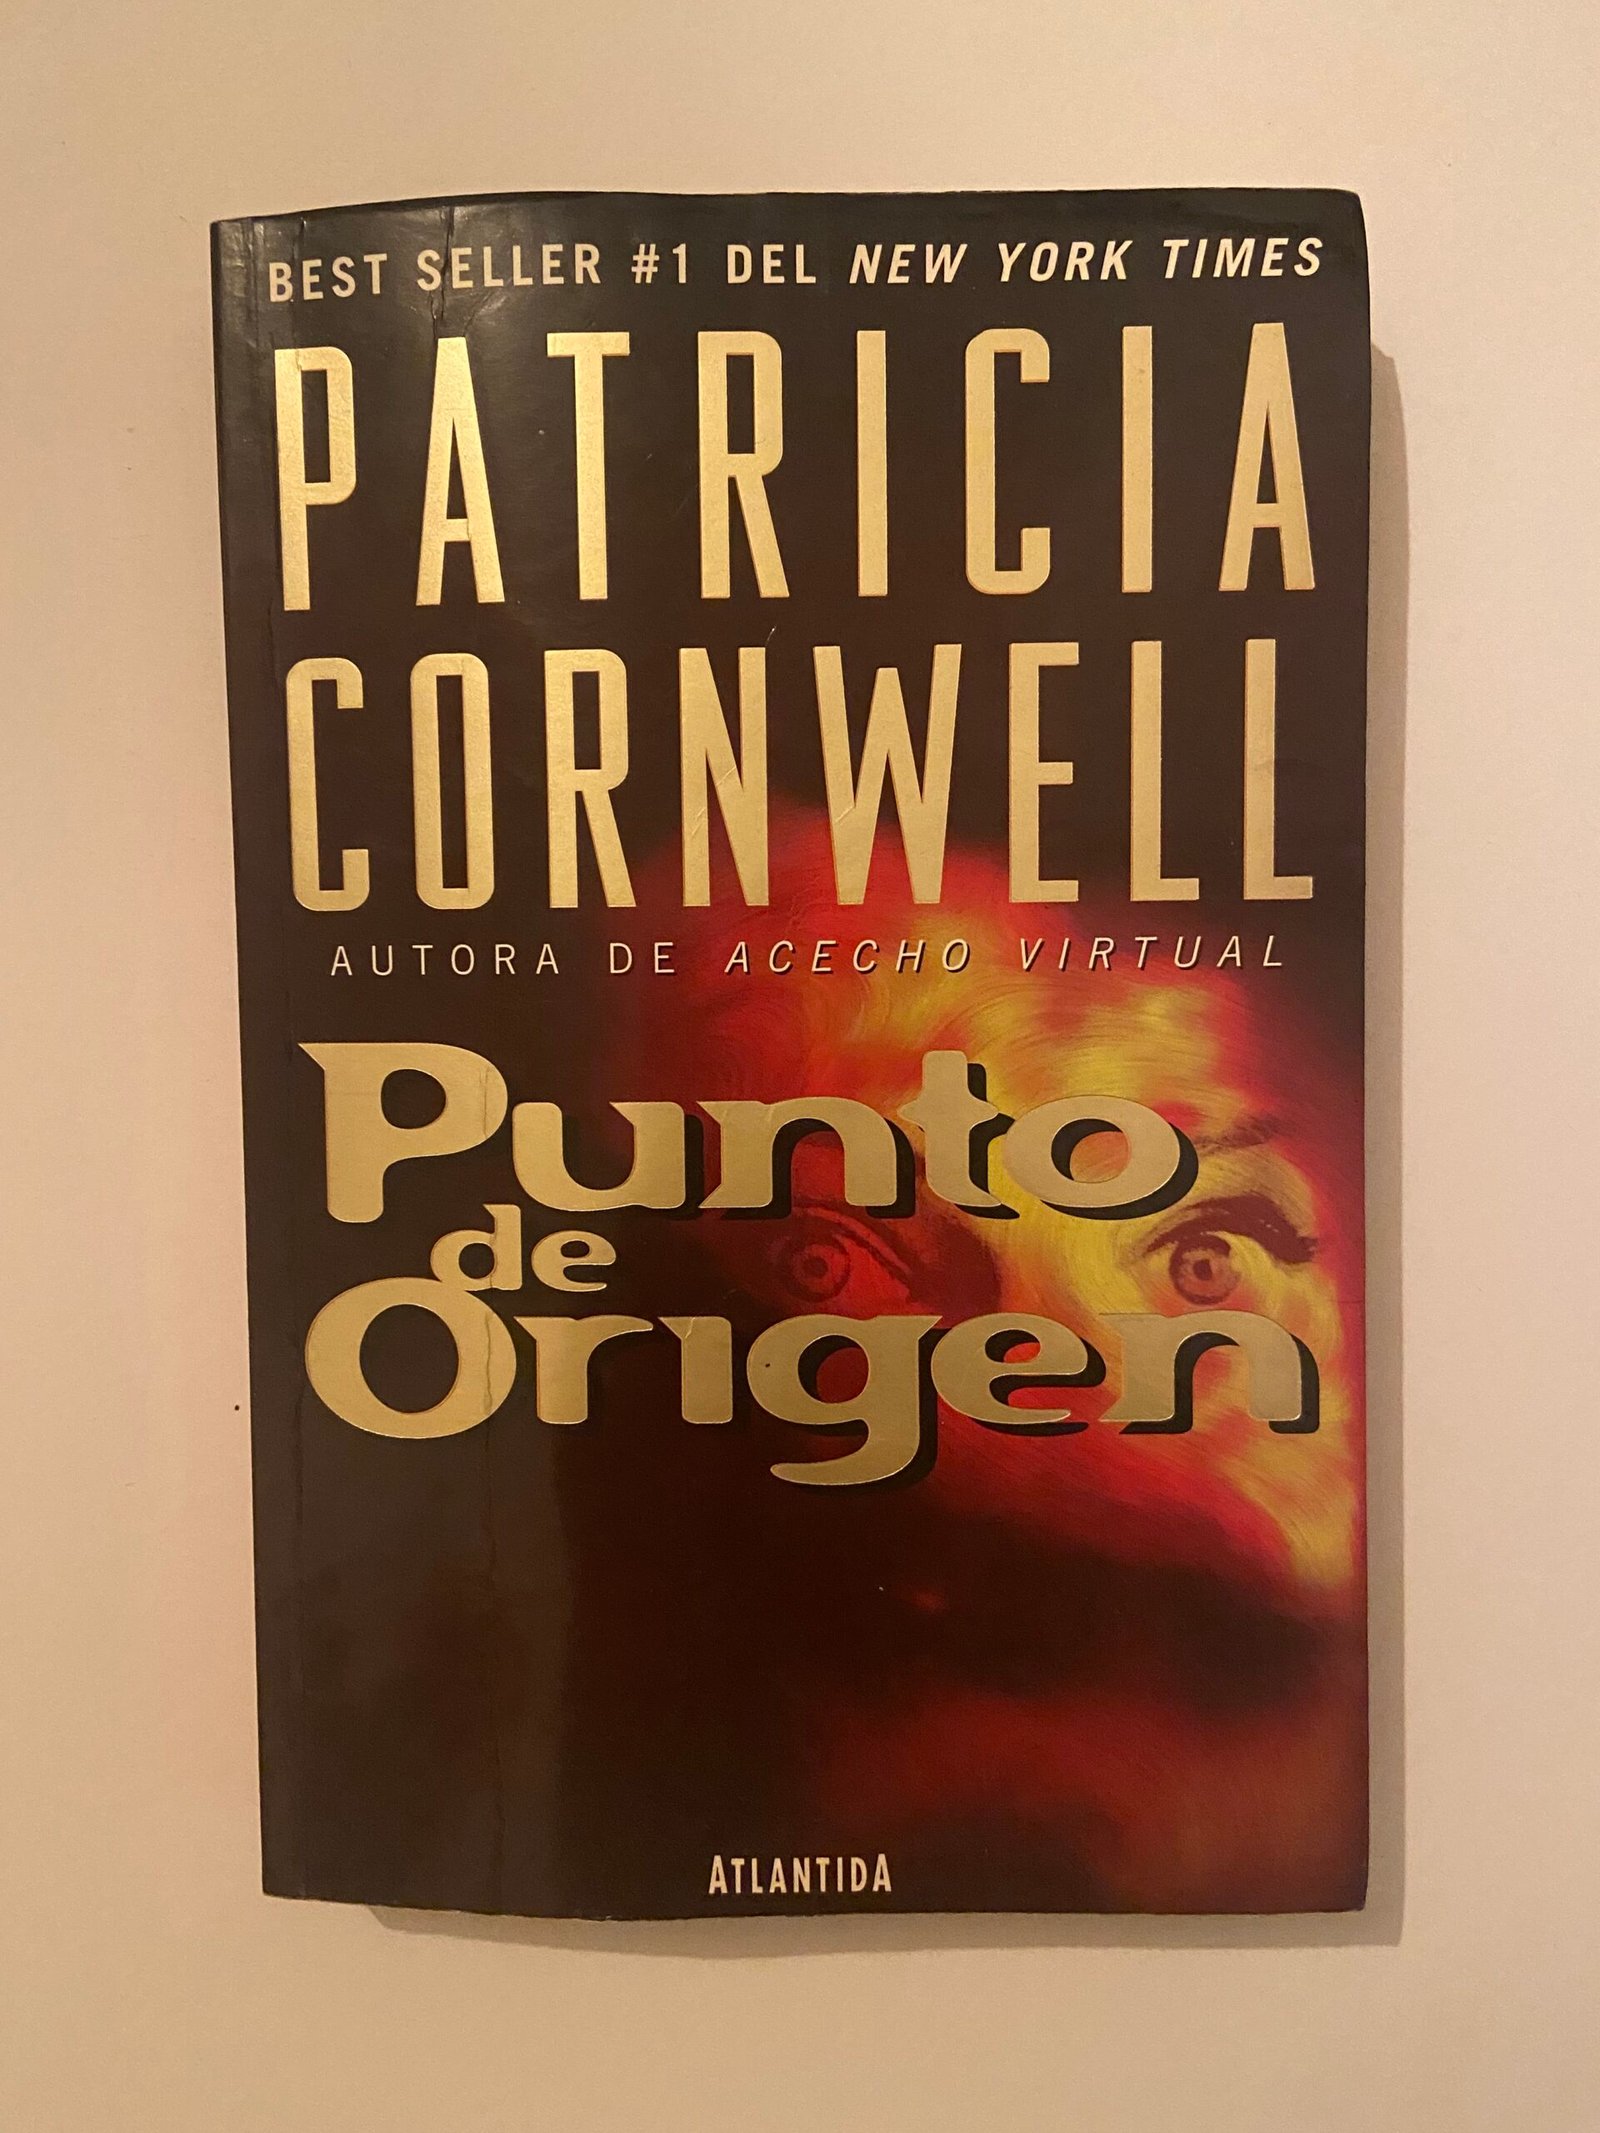 BEST SELLER #1 DEL NEW YORK TIMES
PATRICIA
CORNWELL
AUTORA DE ACECHO VIRTUAL
Punto
de
Origen
ATLANTIDA